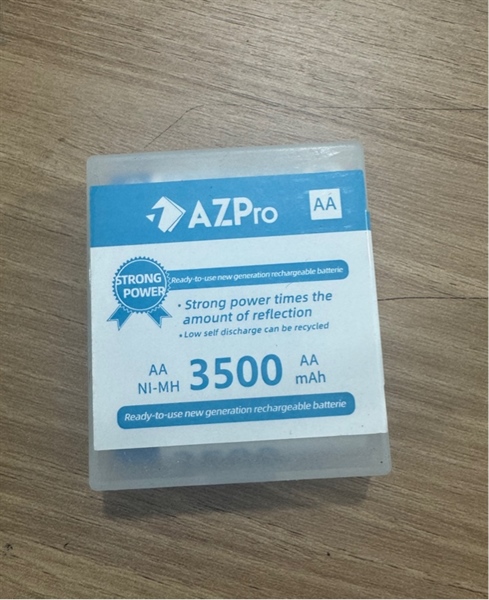 AZPro
AA
STRONG
POWER
Ready-to-use new generation rechargeable batterie
• Strong power times the
amount of reflection
• Low self discharge can be recycled
AA
NI-MH
3500
AA
mAh
Ready-to-use new generation rechargeable batterie